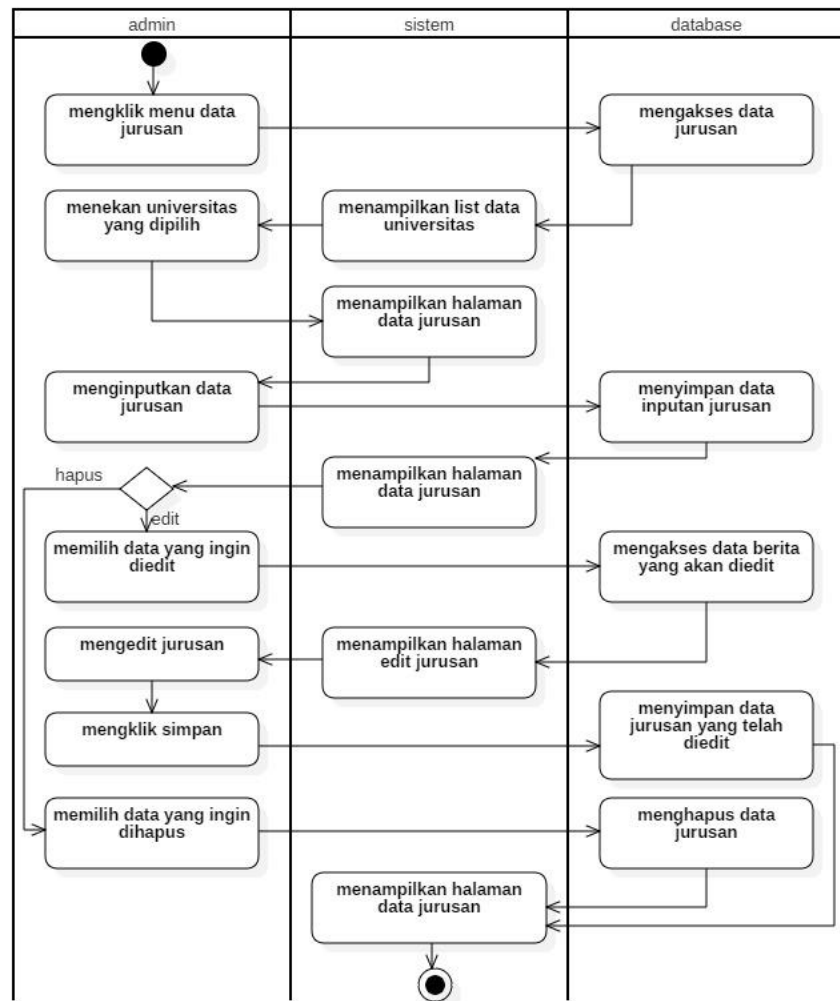 admin
sistem
database
mengklik menu data
jurusan
mengakses data
jurusan
menekan universitas
yang dipilih
menampilkan list data
universitas
menampilkan halaman
data jurusan
menginputkan data
jurusan
menyimpan data
inputan jurusan
menampilkan halaman
data jurusan
hapus
edit
memilih data yang ingin
diedit
mengakses data berita
yang akan diedit
mengedit jurusan
menampilkan halaman
edit jurusan
mengklik simpan
menyimpan data
jurusan yang telah
diedit
memilih data yang ingin
dihapus
menghapus data
jurusan
menampilkan halaman
data jurusan